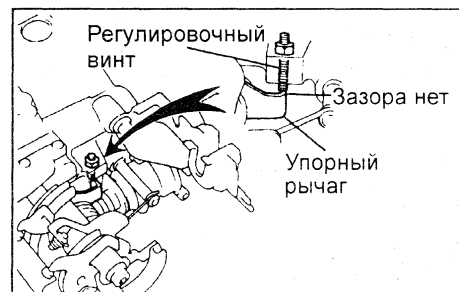 Регулировочный
винт
Зазора нет
Упорный
рычаг